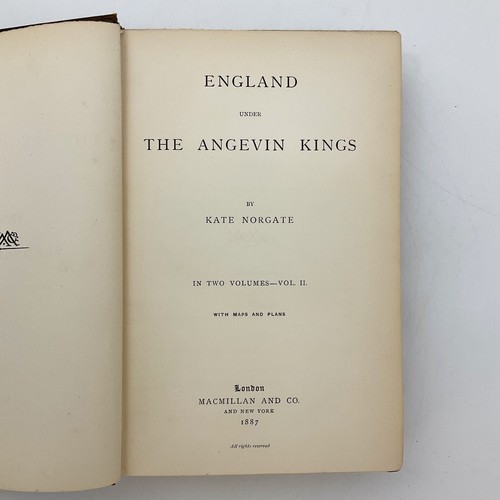 ENGLAND
UNDER
THE ANGEVIN KINGS
BY
KATE NORGATE
IN TWO VOLUMES—VOL. II.
WITH MAPS AND PLANS
London
MACMILLAN AND CO.
AND NEW YORK
1887
All rights reserved